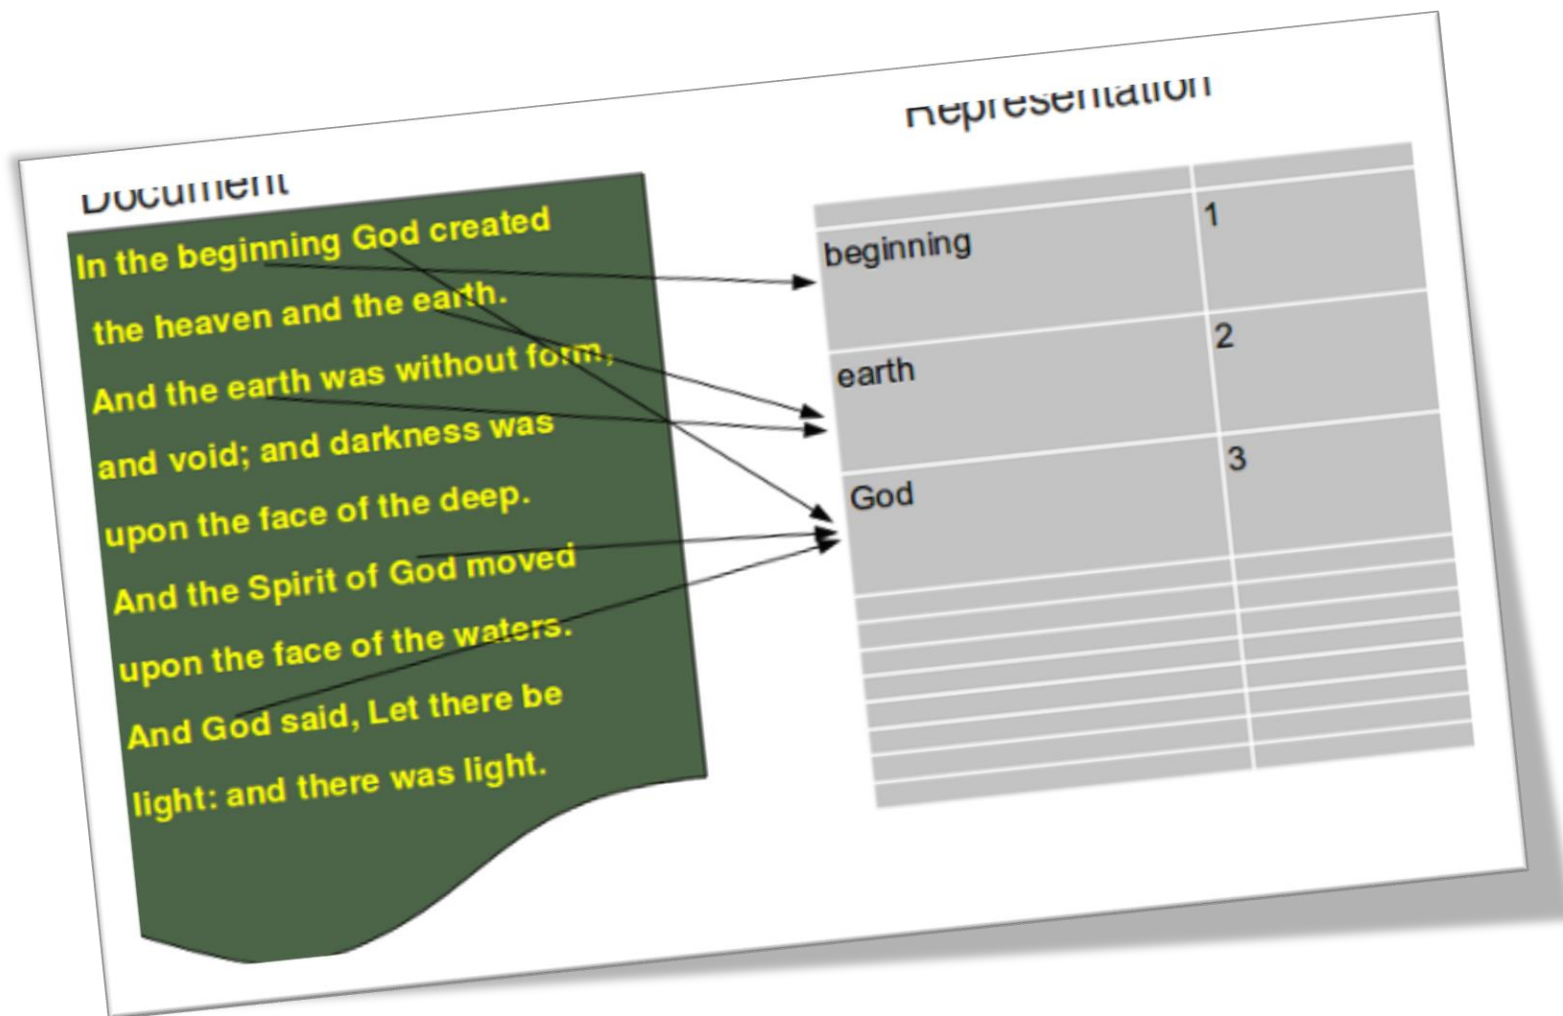 Document
In the beginning God created
the heaven and the earth.
And the earth was without form,
and void; and darkness was
upon the face of the deep.
And the Spirit of God moved
upon the face of the waters.
And God said, Let there be
light: and there was light.
Representation
beginning 1
earth 2
God 3